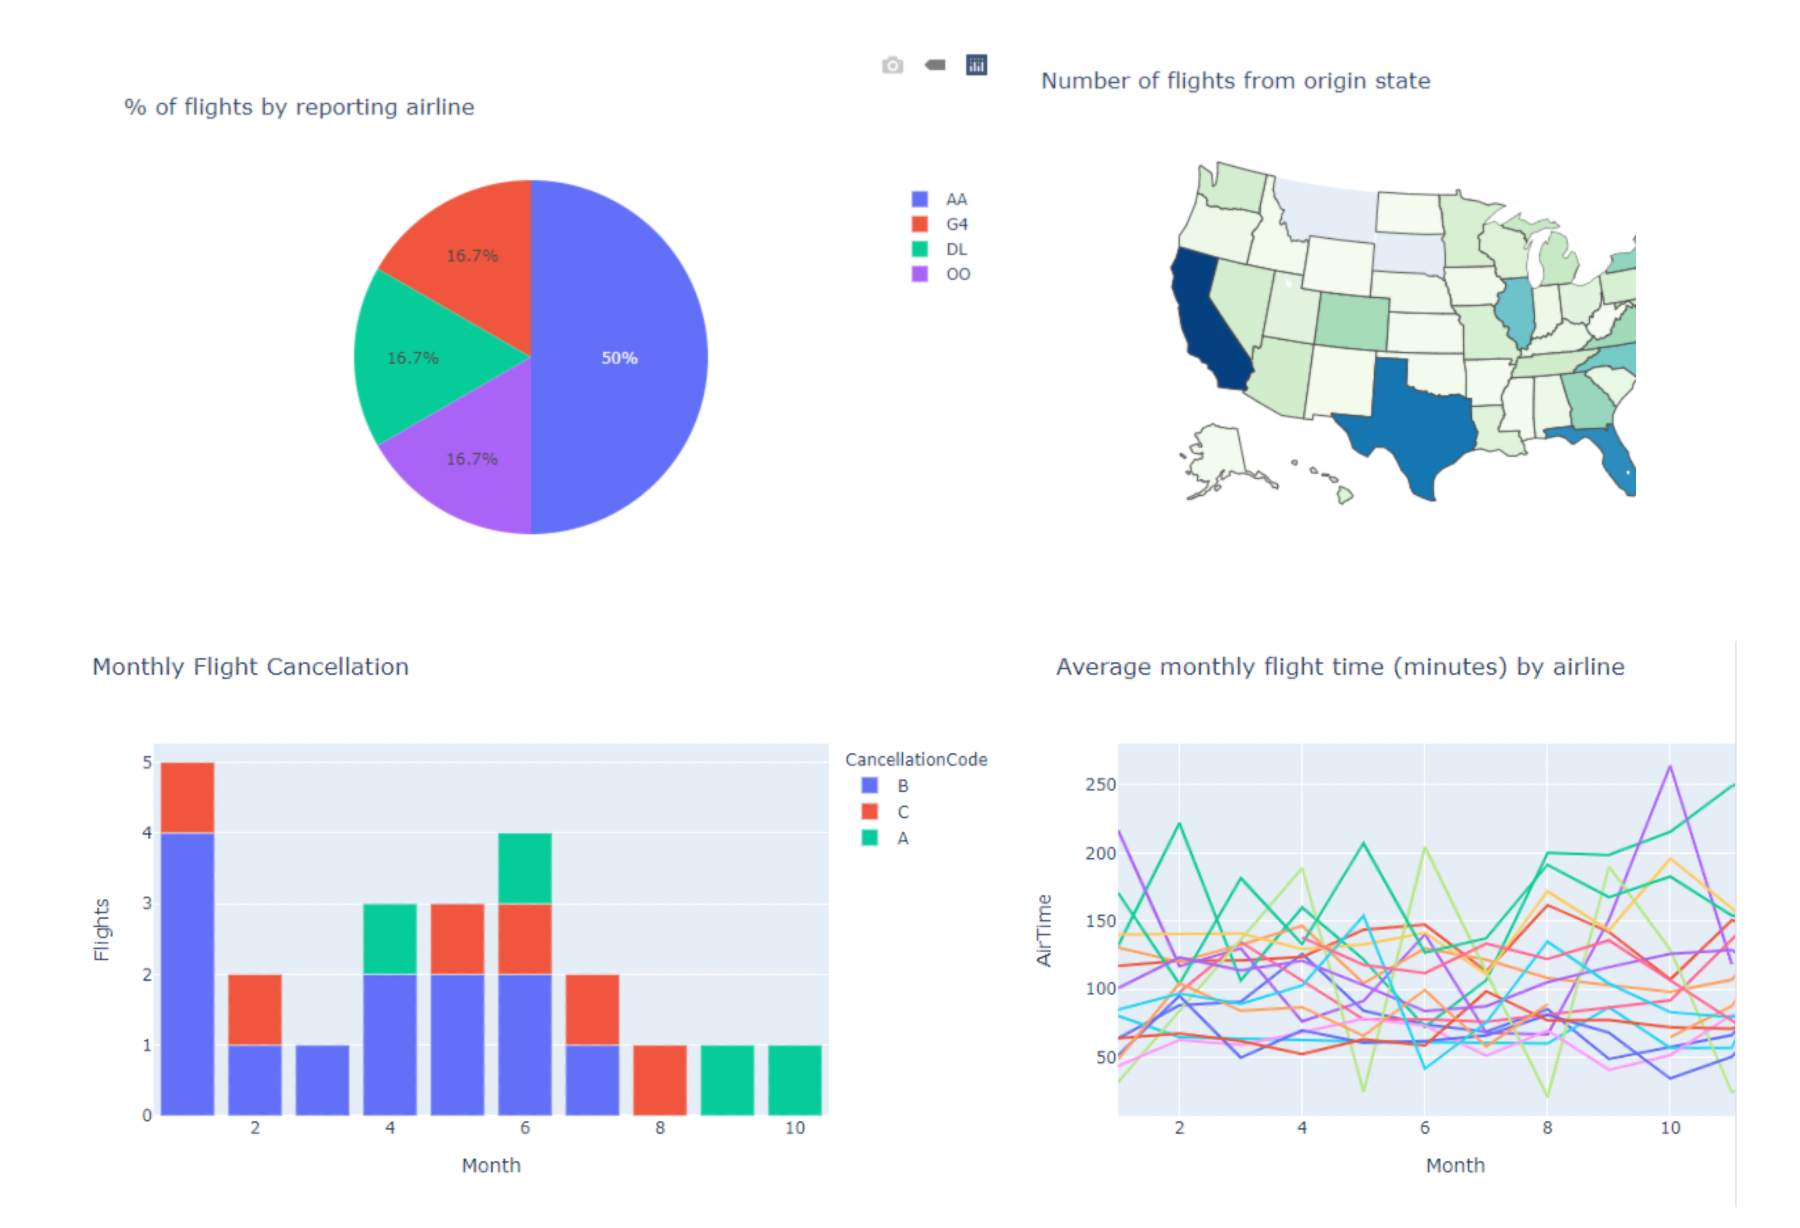 % of flights by reporting airline
AA
G4
DL
OO
16.7%
16.7%
50%
16.7%
Number of flights from origin state
Monthly Flight Cancellation
Flights
5
4
3
2
1
0
2 4 6 8 10
Month
CancellationCode
B
C
A
Average monthly flight time (minutes) by airline
AirTime
250
200
150
100
50
2 4 6 8 10
Month